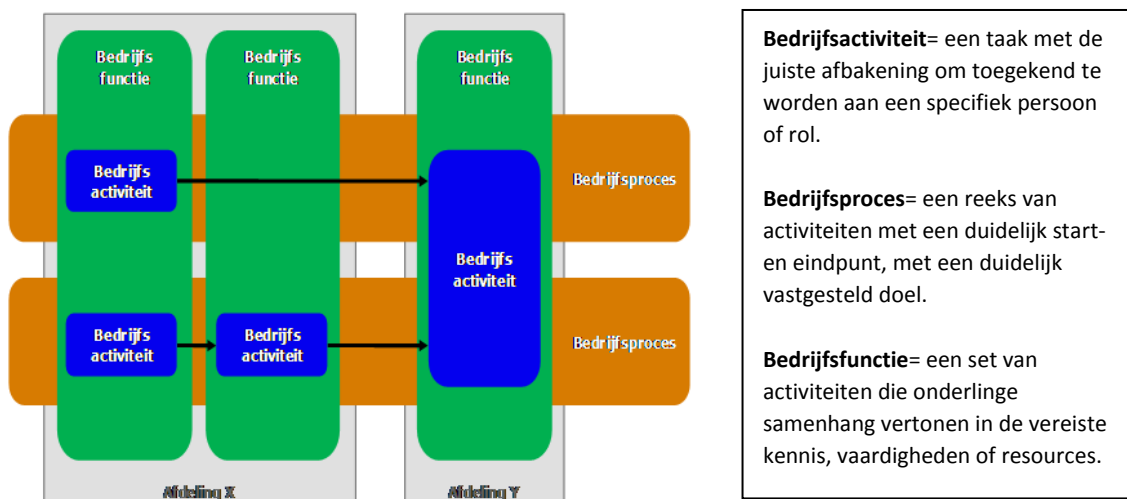 Bedrijfs
functie
Bedrijfs
functie
Bedrijfs
functie
Bedrijfs
activiteit
Bedrijfsproces
Bedrijfs
activiteit
Bedrijfs
activiteit
Bedrijfs
activiteit
Bedrijfsproces
Afdeling X
Afdeling Y
Bedrijfsactiviteit= een taak met de
juiste afbakening om toegekend te
worden aan een specifiek persoon
of rol.
Bedrijfsproces= een reeks van
activiteiten met een duidelijk start-
en eindpunt, met een duidelijk
vastgesteld doel.
Bedrijfsfunctie= een set van
activiteiten die onderlinge
samenhang vertonen in de vereiste
kennis, vaardigheden of resources.